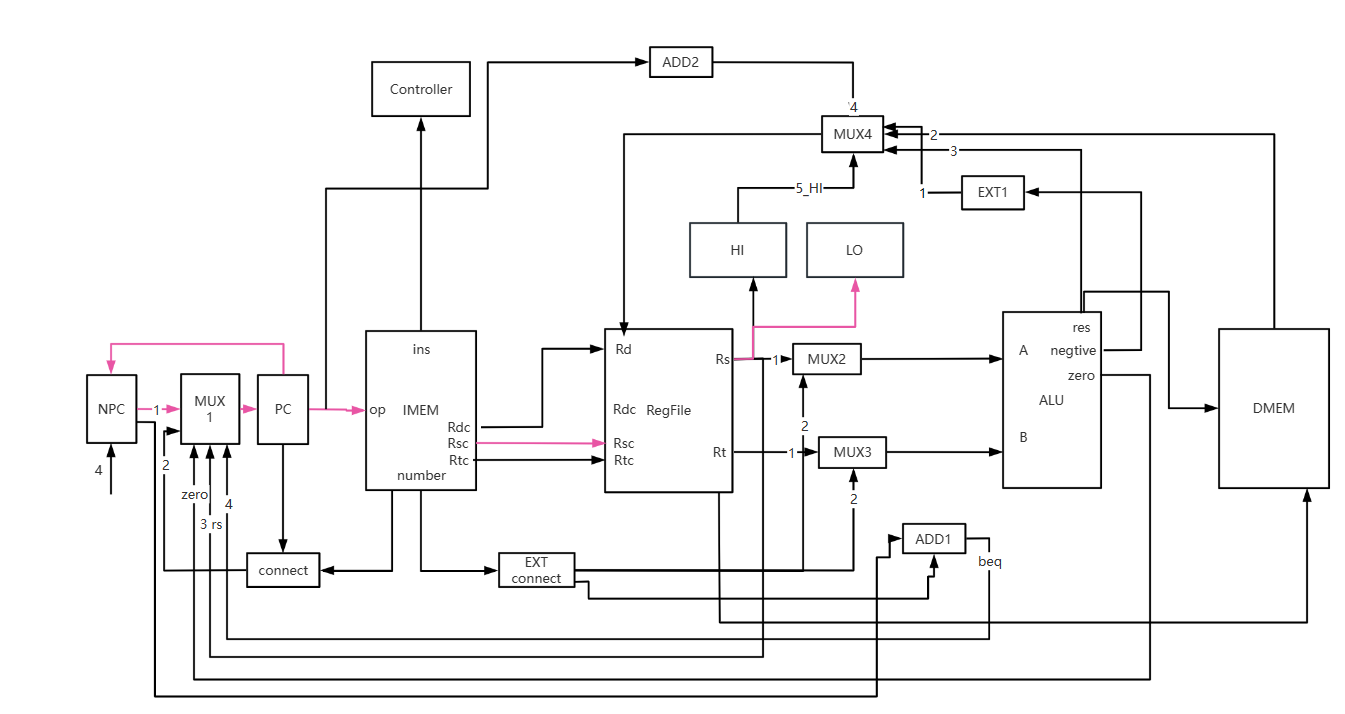 ADD2
Controller
4
MUX4
2
3
5_HI
1
EXT1
HI
LO
ins
Rd
res
A
negtive
zero
Rs
1
MUX2
NPC
1
MUX
1
PC
op
IMEM
Rdc
RegFile
ALU
DMEM
Rdc
Rsc
Rtc
Rsc
Rtc
2
B
Rt
1
MUX3
number
4
2
zero
4
3 rs
2
ADD1
beq
connect
EXT
connect